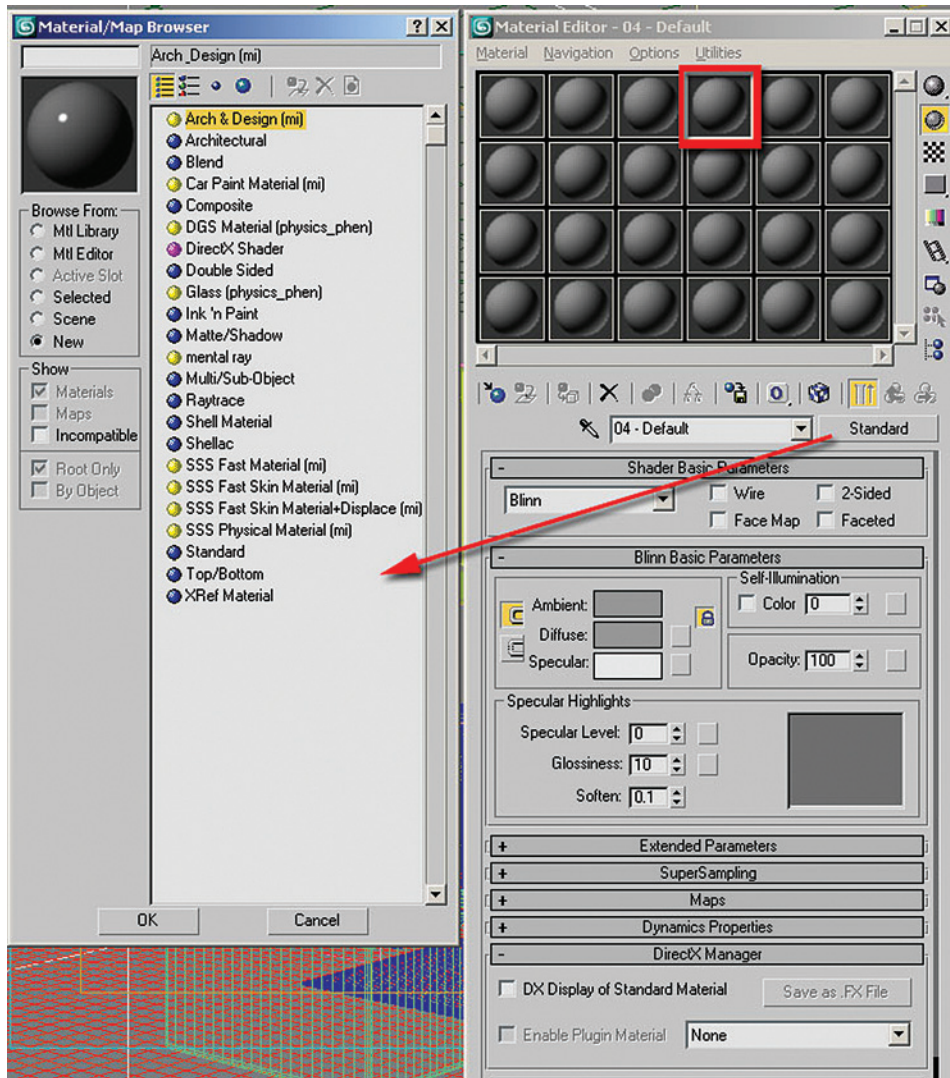 Material/Map Browser
Arch_Design (mi)
Arch & Design (mi)
Architectural
Blend
Car Paint Material (mi)
Composite
DGS Material (physics_phen)
DirectX Shader
Double Sided
Glass (physics_phen)
Ink 'n Paint
Matte/Shadow
mental ray
Multi/Sub-Object
Raytrace
Shell Material
Shellac
SSS Fast Material (mi)
SSS Fast Skin Material (mi)
SSS Fast Skin Material+Displace (mi)
SSS Physical Material (mi)
Standard
Top/Bottom
XRef Material
Browse From:
Mtl Library
Mtl Editor
Active Slot
Selected
Scene
New
Show
Materials
Maps
Incompatible
Root Only
By Object
OK
Cancel
Material Editor - 04 - Default
Material Navigation Options Utilities
04 - Default
Standard
Shader Basic Parameters
Blinn
Wire
2-Sided
Face Map
Faceted
Blinn Basic Parameters
Self-Illumination
Ambient:
Color 0
Diffuse:
Specular:
Opacity: 100
Specular Highlights
Specular Level: 0
Glossiness: 10
Soften: 0.1
Extended Parameters
SuperSampling
Maps
Dynamics Properties
DirectX Manager
DX Display of Standard Material
Save as .FX File
Enable Plugin Material
None